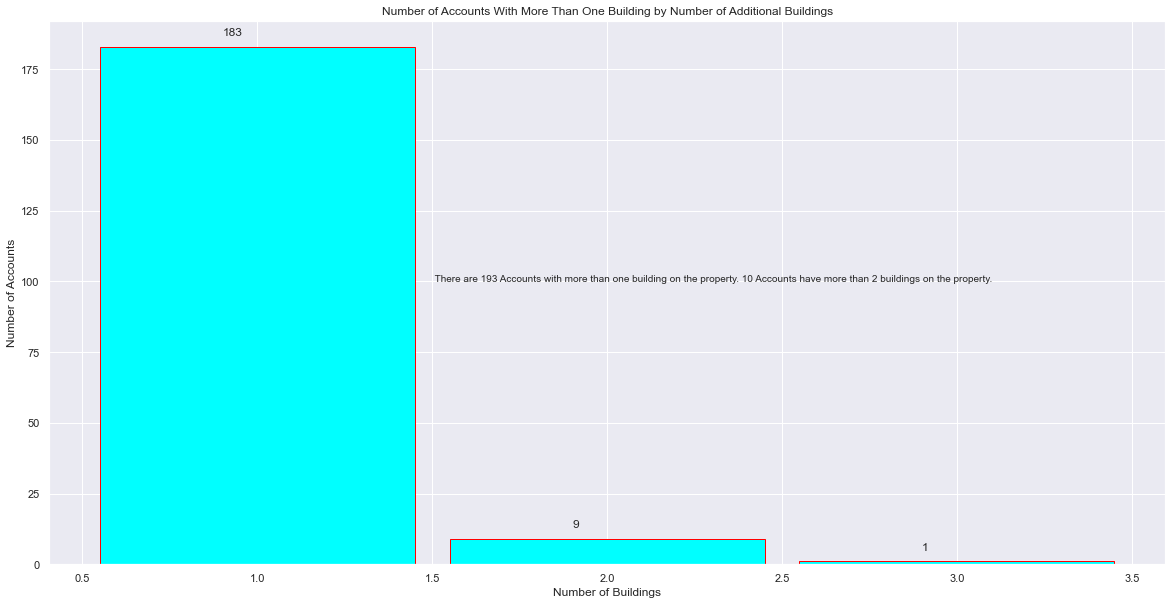 Number of Accounts With More Than One Building by Number of Additional Buildings
183
175
150
125
There are 193 Accounts with more than one building on the property. 10 Accounts have more than 2 buildings on the property.
100
Number of Accounts
75
50
25
9
1
0
0.5 1.0 1.5 2.0 2.5 3.0 3.5
Number of Buildings